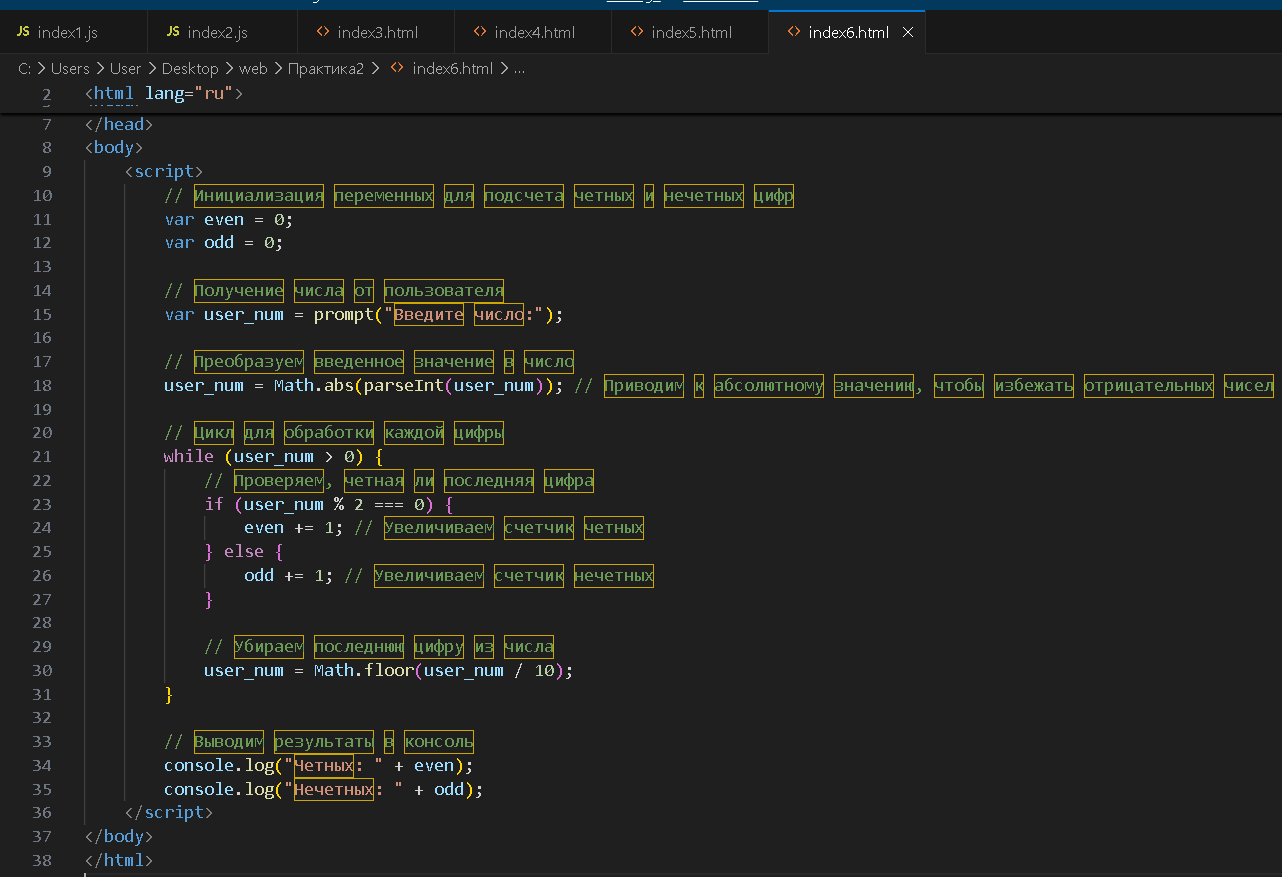 index1.js index2.js index3.html index4.html index5.html index6.html
C: > Users > User > Desktop > web > Практика2 > index6.html > ...
2 <html lang="ru">
7 </head>
8 <body>
9 <script>
10 // Инициализация переменных для подсчета четных и нечетных цифр
11 var even = 0;
12 var odd = 0;
13
14 // Получение числа от пользователя
15 var user_num = prompt("Введите число:");
16
17 // Преобразуем введенное значение в число
18 user_num = Math.abs(parseInt(user_num)); // Приводим к абсолютному значению, чтобы избежать отрицательных чисел
19
20 // Цикл для обработки каждой цифры
21 while (user_num > 0) {
22 // Проверяем, четная ли последняя цифра
23 if (user_num % 2 === 0) {
24 even += 1; // Увеличиваем счетчик четных
25 } else {
26 odd += 1; // Увеличиваем счетчик нечетных
27 }
28
29 // Убираем последнюю цифру из числа
30 user_num = Math.floor(user_num / 10);
31 }
32
33 // Выводим результаты в консоль
34 console.log("Четных: " + even);
35 console.log("Нечетных: " + odd);
36 </script>
37 </body>
38 </html>